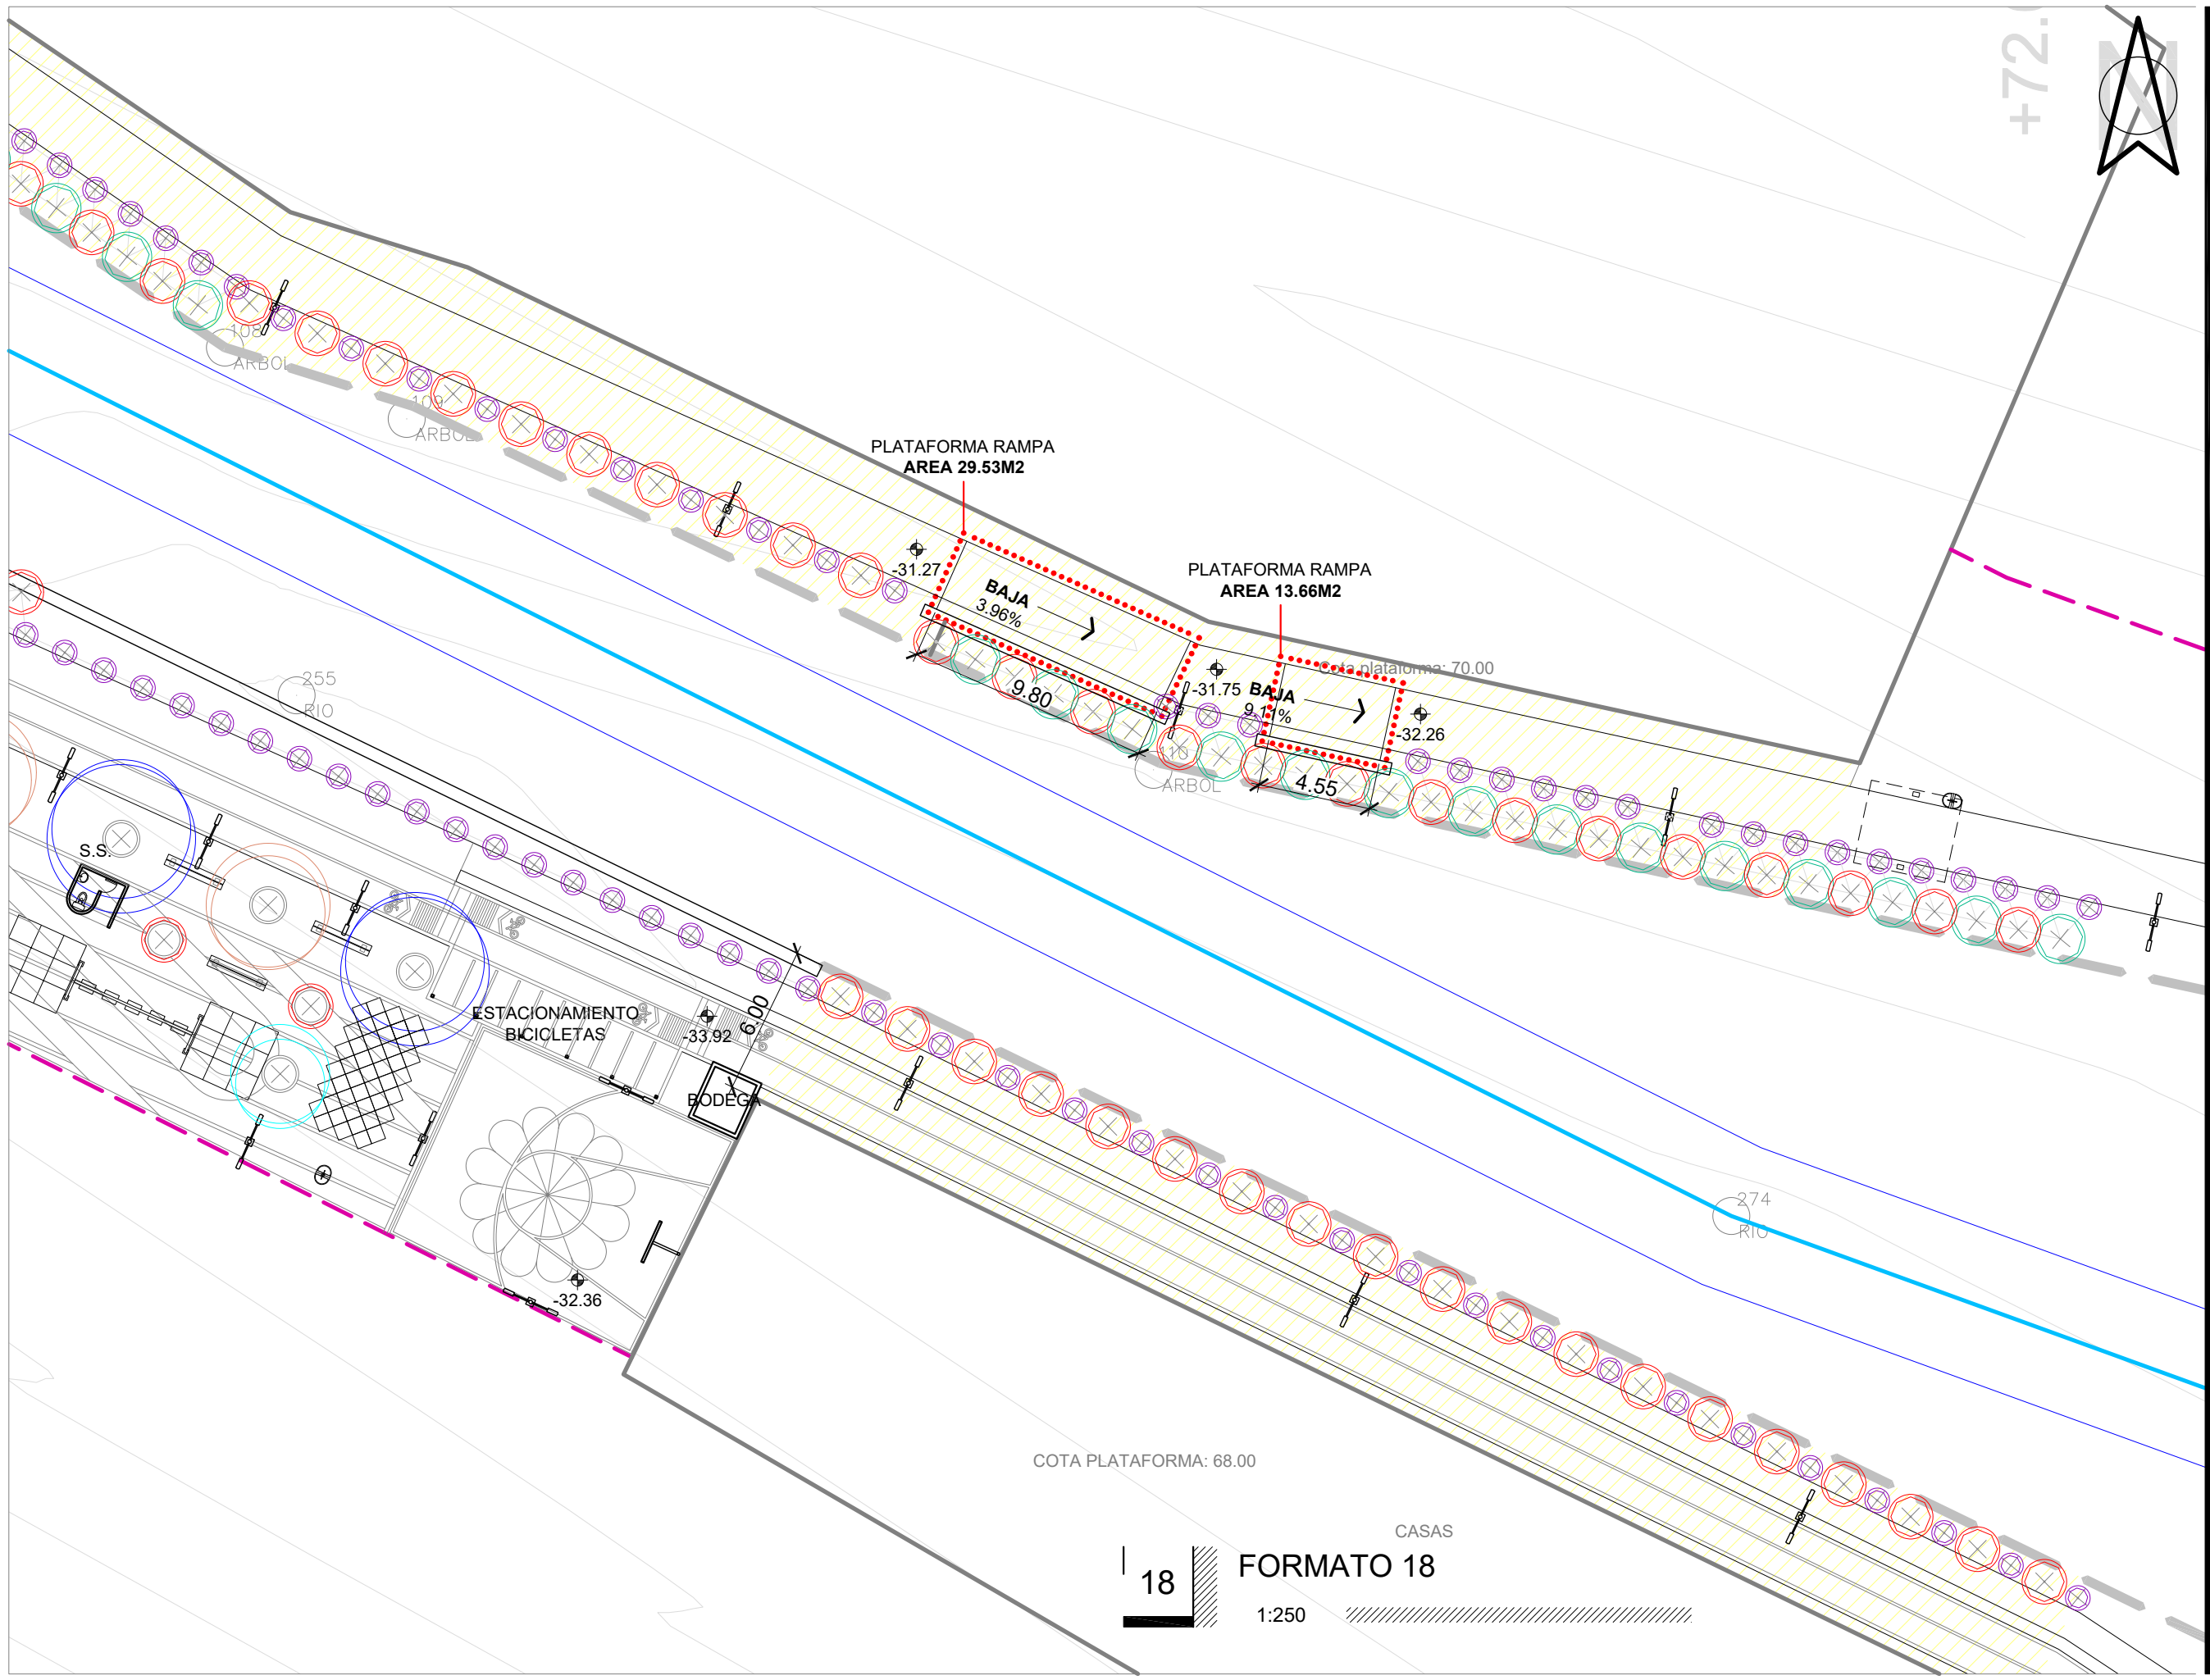 +72.
N
108
ARBOL
109
ARBOL
PLATAFORMA RAMPA
AREA 29.53M2
-31.27
BAJA
3.96%
PLATAFORMA RAMPA
AREA 13.66M2
Cota plataforma: 70.00
-31.75
BAJA
9.11%
-32.26
9.80
110
ARBOL
4.55
255
RIO
S.S.
ESTACIONAMIENTO
BICICLETAS
-33.92
6.00
BODEGA
274
RIO
-32.36
COTA PLATAFORMA: 68.00
CASAS
18
FORMATO 18
1:250